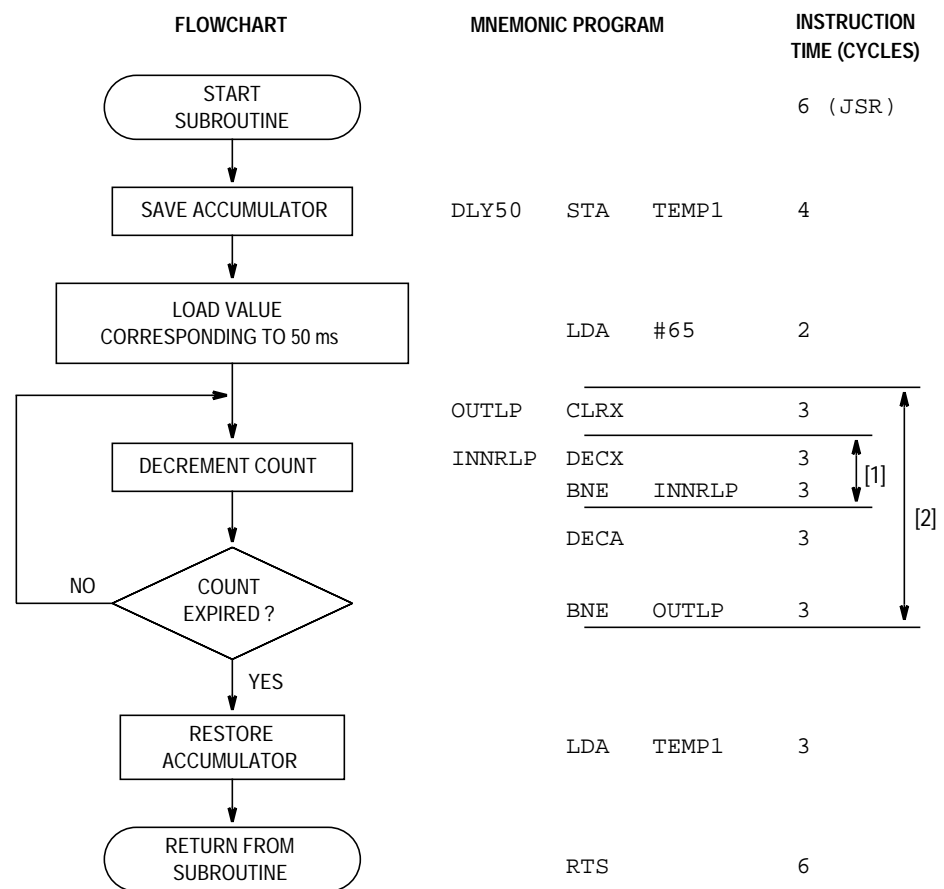 FLOWCHART MNEMONIC PROGRAM INSTRUCTION
TIME (CYCLES)
START
SUBROUTINE
6 (JSR)
SAVE ACCUMULATOR DLY50 STA TEMP1 4
LOAD VALUE
CORRESPONDING TO 50 ms
LDA #65 2
OUTLP CLRX 3
DECREMENT COUNT INNRLP DECX 3
[1]
BNE INNRLP 3
[2]
DECA 3
NO COUNT
EXPIRED ?
BNE OUTLP 3
YES
RESTORE
ACCUMULATOR
LDA TEMP1 3
RETURN FROM
SUBROUTINE
RTS 6